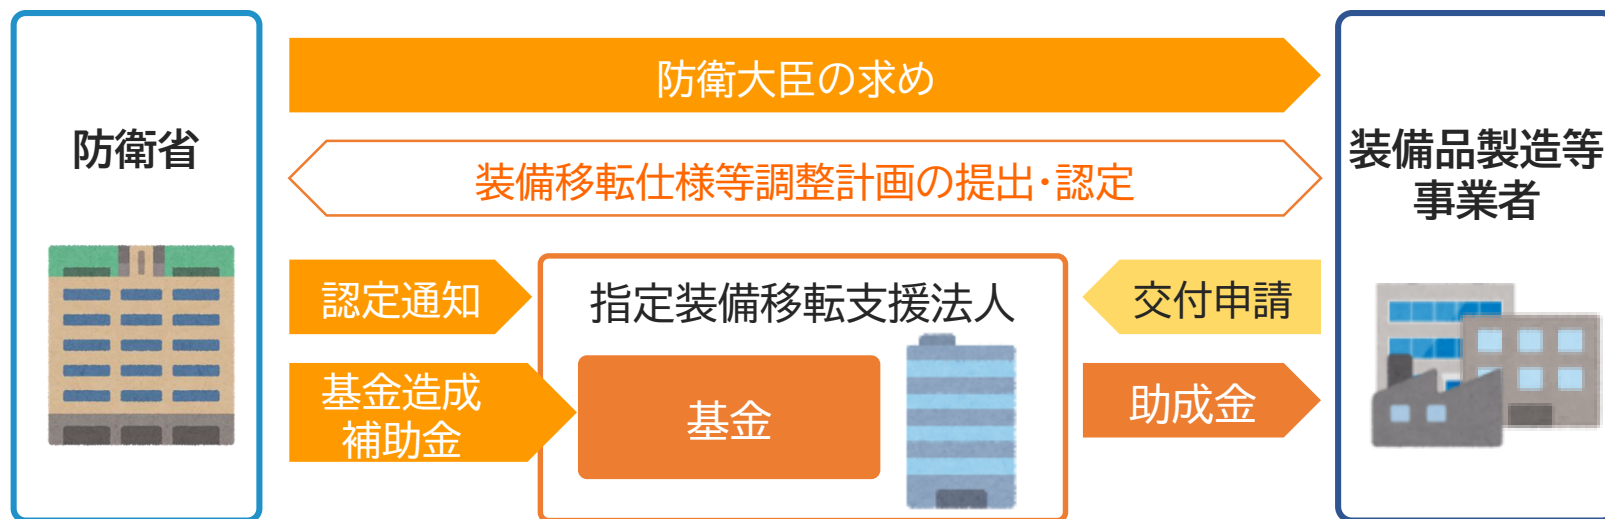 防衛省
防衛大臣の求め
装備移転仕様等調整計画の提出･認定
装備品製造等
事業者
認定通知
基金造成
補助金
指定装備移転支援法人
基金
交付申請
助成金